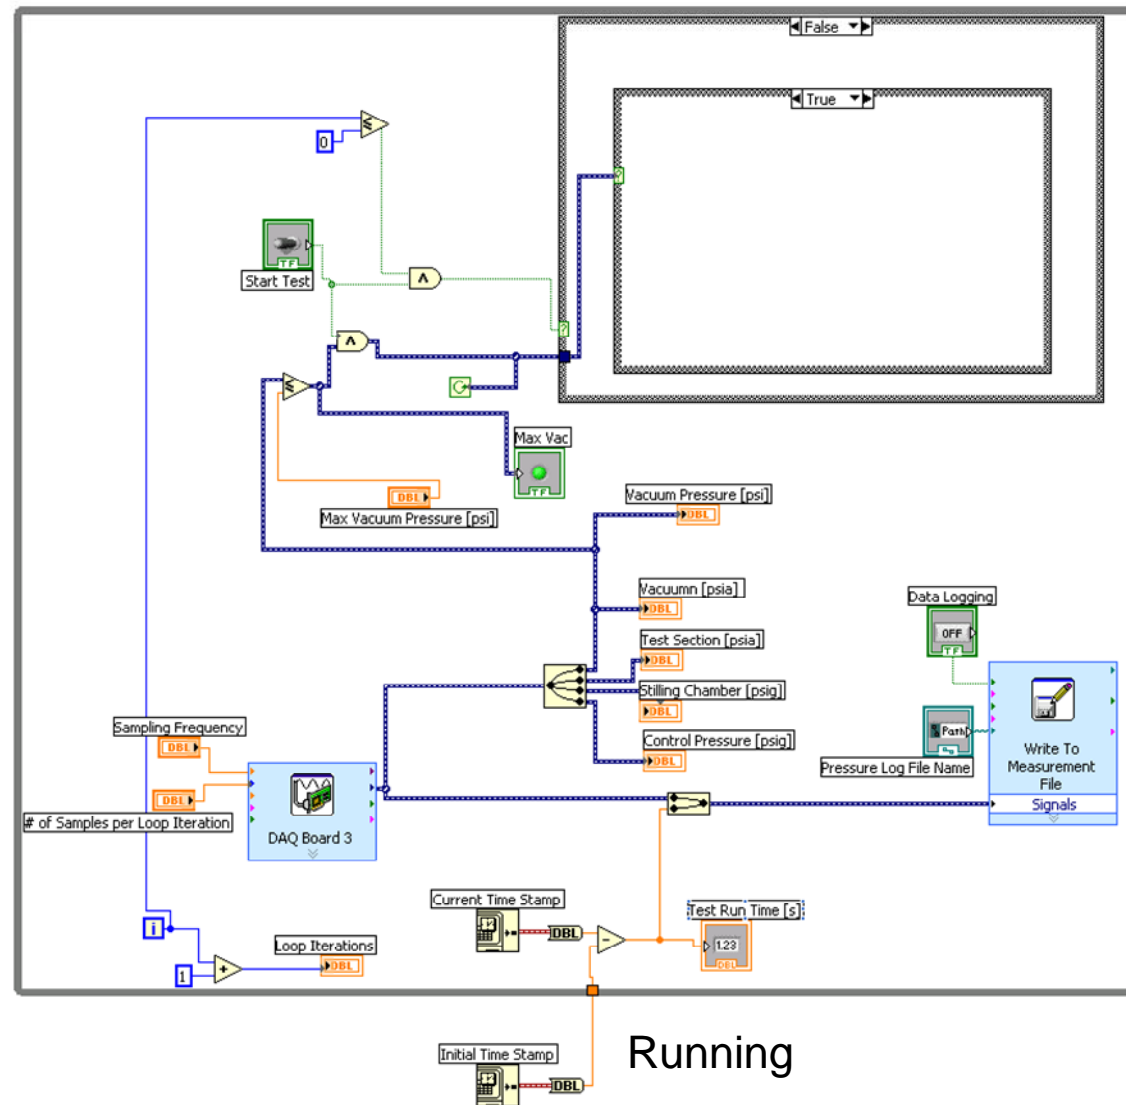 False
True
0
TF
Start Test
?
?
Max Vac
TF
DBL
Max Vacuum Pressure [psi]
Vacuum Pressure [psi]
DBL
Vacuumn [psia]
DBL
Test Section [psia]
DBL
Stilling Chamber [psig]
DBL
Control Pressure [psig]
DBL
Data Logging
OFF
TF
Path
Pressure Log File Name
Write To
Measurement
File
Signals
Sampling Frequency
DBL
DBL
# of Samples per Loop Iteration
DAQ Board 3
Current Time Stamp
DBL
Test Run Time [s]
1.23
DBL
i
1
Loop Iterations
DBL
Initial Time Stamp
DBL
Running